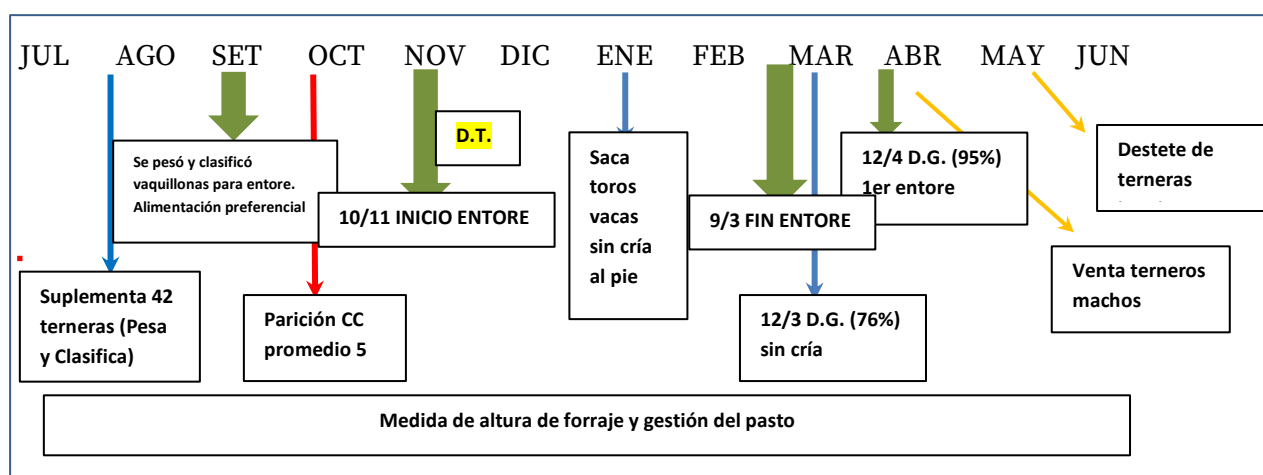 JUL AGO SET OCT NOV DIC ENE FEB MAR ABR MAY JUN
D.T.
Se pesó y clasificó
vaquillonas para entore.
Alimentación preferencial
10/11 INICIO ENTORE
Saca
toros
vacas
sin cría
al pie
9/3 FIN ENTORE
12/4 D.G. (95%)
1er entore
Destete de
terneras
Suplementa 42
terneras (Pesa
y Clasifica)
Parición CC
promedio 5
12/3 D.G. (76%)
sin cría
Venta terneros
machos
Medida de altura de forraje y gestión del pasto